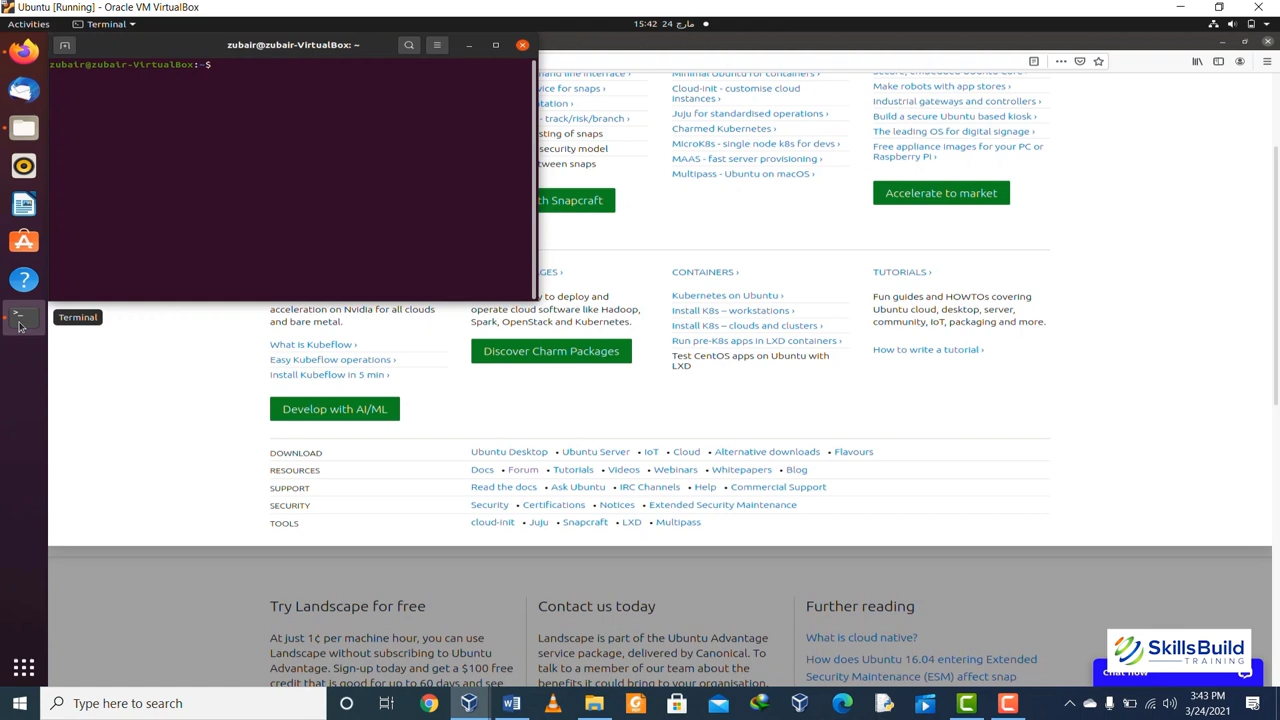 Ubuntu [Running] - Oracle VM VirtualBox
Activities
Terminal
15:42 24 مارچ
zubair@zubair-VirtualBox: ~
zubair@zubair-VirtualBox:~$
mand line interface ›
Minimal Ubuntu for containers ›
Secure, embedded Ubuntu Core ›
vice for snaps ›
Cloud-init - customise cloud
instances ›
Make robots with app stores ›
tation ›
Industrial gateways and controllers ›
- track/risk/branch ›
Juju for standardised operations ›
Build a secure Ubuntu based kiosk ›
sting of snaps
Charmed Kubernetes ›
The leading OS for digital signage ›
security model
MicroK8s - single node k8s for devs ›
Free appliance images for your PC or
Raspberry Pi ›
tween snaps
MAAS - fast server provisioning ›
Multipass - Ubuntu on macOS ›
th Snapcraft
Accelerate to market
Terminal
AGES ›
CONTAINERS ›
TUTORIALS ›
acceleration on Nvidia for all clouds
and bare metal.
What is Kubeflow ›
Easy Kubeflow operations ›
Install Kubeflow in 5 min ›
Develop with AI/ML
y to deploy and
operate cloud software like Hadoop,
Spark, OpenStack and Kubernetes.
Discover Charm Packages
Kubernetes on Ubuntu ›
Install K8s – workstations ›
Install K8s – clouds and clusters ›
Run pre-K8s apps in LXD containers ›
Test CentOS apps on Ubuntu with
LXD
Fun guides and HOWTOs covering
Ubuntu cloud, desktop, server,
community, IoT, packaging and more.
How to write a tutorial ›
DOWNLOAD Ubuntu Desktop • Ubuntu Server • IoT • Cloud • Alternative downloads • Flavours
RESOURCES Docs • Forum • Tutorials • Videos • Webinars • Whitepapers • Blog
SUPPORT Read the docs • Ask Ubuntu • IRC Channels • Help • Commercial Support
SECURITY Security • Certifications • Notices • Extended Security Maintenance
TOOLS cloud-init • Juju • Snapcraft • LXD • Multipass
Try Landscape for free
At just 1¢ per machine hour, you can use
Landscape without subscribing to Ubuntu
Advantage. Sign-up today and get a $100 free
credit that is good for up to 60 days and
Contact us today
Landscape is part of the Ubuntu Advantage
service package, delivered by Canonical. To
talk to a member of our team about the
benefits it could bring to your organisation,
Further reading
What is cloud native?
How does Ubuntu 16.04 entering Extended
Security Maintenance (ESM) affect snap
SkillsBuild
TRAINING
Chat now
Type here to search
3:43 PM
3/24/2021